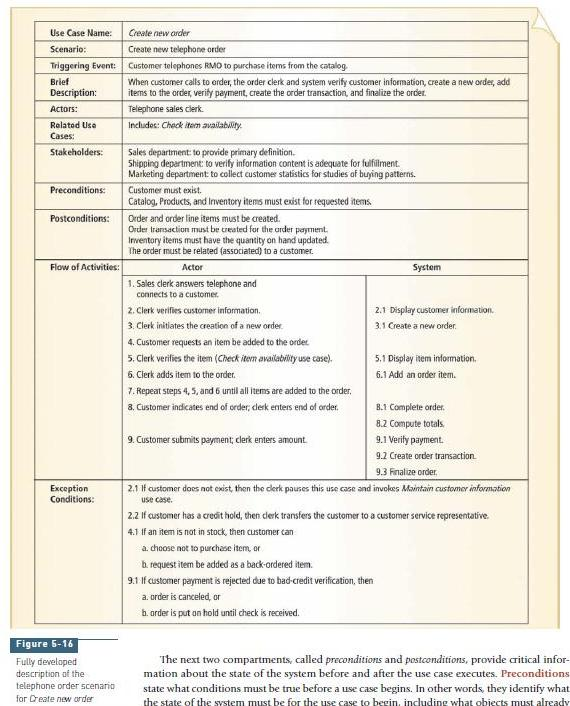 Use Case Name: Create new order
Scenario: Create new telephone order
Triggering Event: Customer telephones RMO to purchase items from the catalog.
Brief Description: When customer calls to order, the order clerk and system verify customer information, create a new order, add
items to the order, verify payment, create the order transaction, and finalize the order.
Actors: Telephone sales clerk.
Related Use Cases: Includes: Check item availability.
Stakeholders: Sales department: to provide primary definition.
Shipping department: to verify information content is adequate for fulfillment.
Marketing department: to collect customer statistics for studies of buying patterns.
Preconditions: Customer must exist.
Catalog, Products, and Inventory items must exist for requested items.
Postconditions: Order and order line items must be created.
Order transaction must be created for the order payment.
Inventory items must have the quantity on hand updated.
The order must be related (associated) to a customer.
Flow of Activities: Actor System
1. Sales clerk answers telephone and
connects to a customer.
2. Clerk verifies customer information. 2.1 Display customer information.
3. Clerk initiates the creation of a new order. 3.1 Create a new order.
4. Customer requests an item be added to the order.
5. Clerk verifies the item (Check item availability use case). 5.1 Display item information.
6. Clerk adds item to the order. 6.1 Add an order item.
7. Repeat steps 4, 5, and 6 until all items are added to the order.
8. Customer indicates end of order; clerk enters end of order. 8.1 Complete order.
8.2 Compute totals.
9. Customer submits payment; clerk enters amount. 9.1 Verify payment.
9.2 Create order transaction.
9.3 Finalize order.
Exception Conditions: 2.1 If customer does not exist, then the clerk pauses this use case and invokes Maintain customer information
use case.
2.2 If customer has a credit hold, then clerk transfers the customer to a customer service representative.
4.1 If an item is not in stock, then customer can
a. choose not to purchase item, or
b. request item be added as a back-ordered item.
9.1 If customer payment is rejected due to bad-credit verification, then
a. order is canceled, or
b. order is put on hold until check is received.
Figure 5-16
Fully developed
description of the
telephone order scenario
for Create new order
The next two compartments, called preconditions and postconditions, provide critical infor-
mation about the state of the system before and after the use case executes. Preconditions
state what conditions must be true before a use case begins. In other words, they identify what
the state of the system must be for the use case to begin, including what objects must already